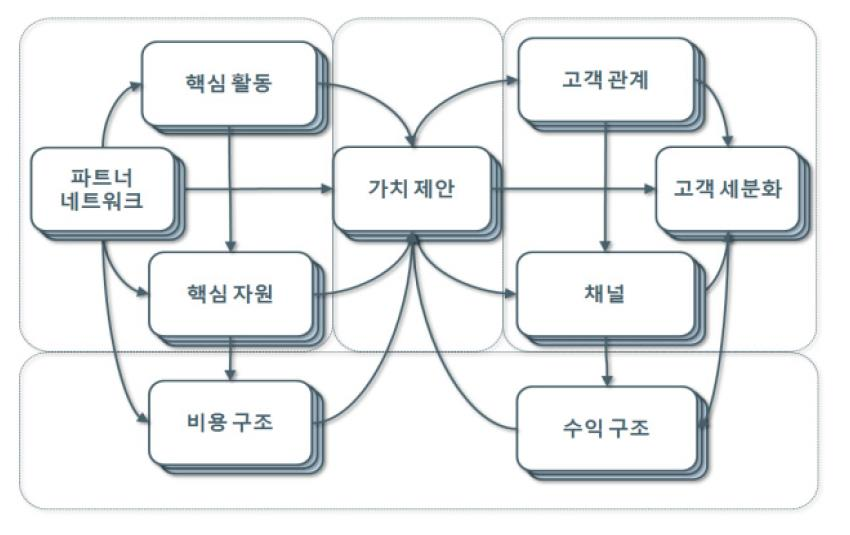 핵심 활동
고객 관계
파트너
네트워크
가치 제안
고객 세분화
핵심 자원
채널
비용 구조
수익 구조